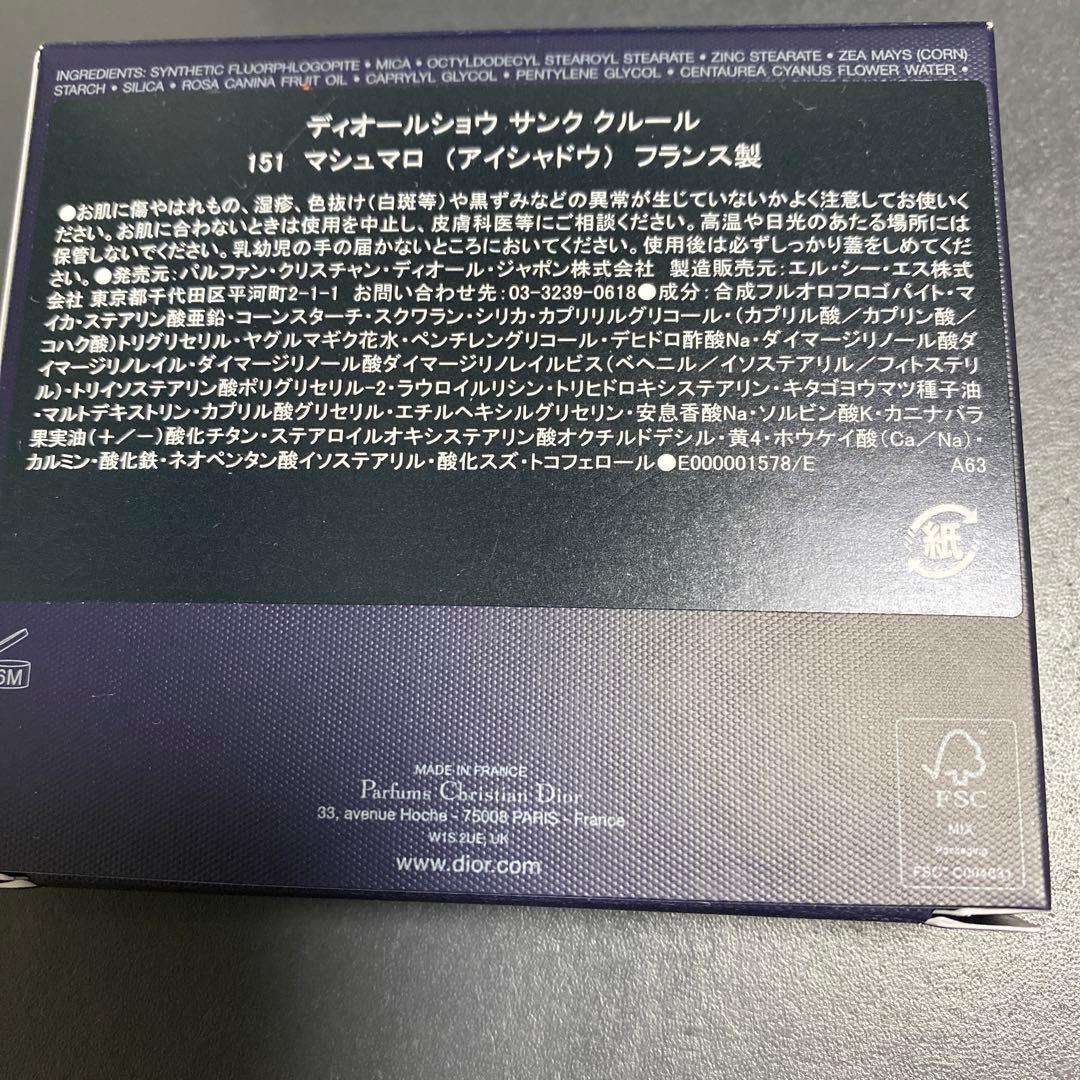 INGREDIENTS: SYNTHETIC FLUORPHLOGOPITE • MICA • OCTYLDODECYL STEAROYL STEARATE • ZINC STEARATE • ZEA MAYS (CORN)
STARCH • SILICA • ROSA CANINA FRUIT OIL • CAPRYLYL GLYCOL • PENTYLENE GLYCOL • CENTAUREA CYANUS FLOWER WATER •
ディオールショウ サンク クルール
151 マシュマロ (アイシャドウ) フランス製
●お肌に傷やはれもの、湿疹、色抜け(白斑等)や黒ずみなどの異常が生じていないかよく注意してお使いく
ださい。お肌に合わないときは使用を中止し、皮膚科医等にご相談ください。高温や日光のあたる場所には
保管しないでください。乳幼児の手の届かないところにおいてください。使用後は必ずしっかり蓋をしめてくだ
さい。●発売元:パルファン・クリスチャン・ディオール・ジャポン株式会社 製造販売元:エル・シー・エス株式
会社 東京都千代田区平河町2-1-1 お問い合わせ先:03-3239-0618●成分:合成フルオロフロゴパイト・マ
イカ・ステアリン酸亜鉛・コーンスターチ・スクワラン・シリカ・カプリリルグリコール・(カプリル酸/カプリン酸/
コハク酸)トリグリセリル・ヤグルマギク花水・ペンチレングリコール・デヒドロ酢酸Na・ダイマージリノール酸ダ
イマージリノレイル・ダイマージリノール酸ダイマージリノレイルビス(ベヘニル/イソステアリル/フィトステリ
ル)・トリイソステアリン酸ポリグリセリル-2・ラウロイルリシン・トリヒドロキシステアリン・キタゴヨウマツ種子油
・マルトデキストリン・カプリル酸グリセリル・エチルヘキシルグリセリン・安息香酸Na・ソルビン酸K・カニナバラ
果実油(+/-)酸化チタン・ステアロイルオキシステアリン酸オクチルドデシル・黄4・ホウケイ酸(Ca/Na)・
カルミン・酸化鉄・ネオペンタン酸イソステアリル・酸化スズ・トコフェロール●E000001578/E A63
紙
6M
MADE IN FRANCE
Parfums Christian Dior
33, avenue Hoche - 75008 PARIS - France
W1S 2UE, UK
www.dior.com
FSC
MIX
Packaging
FSC™ C004631